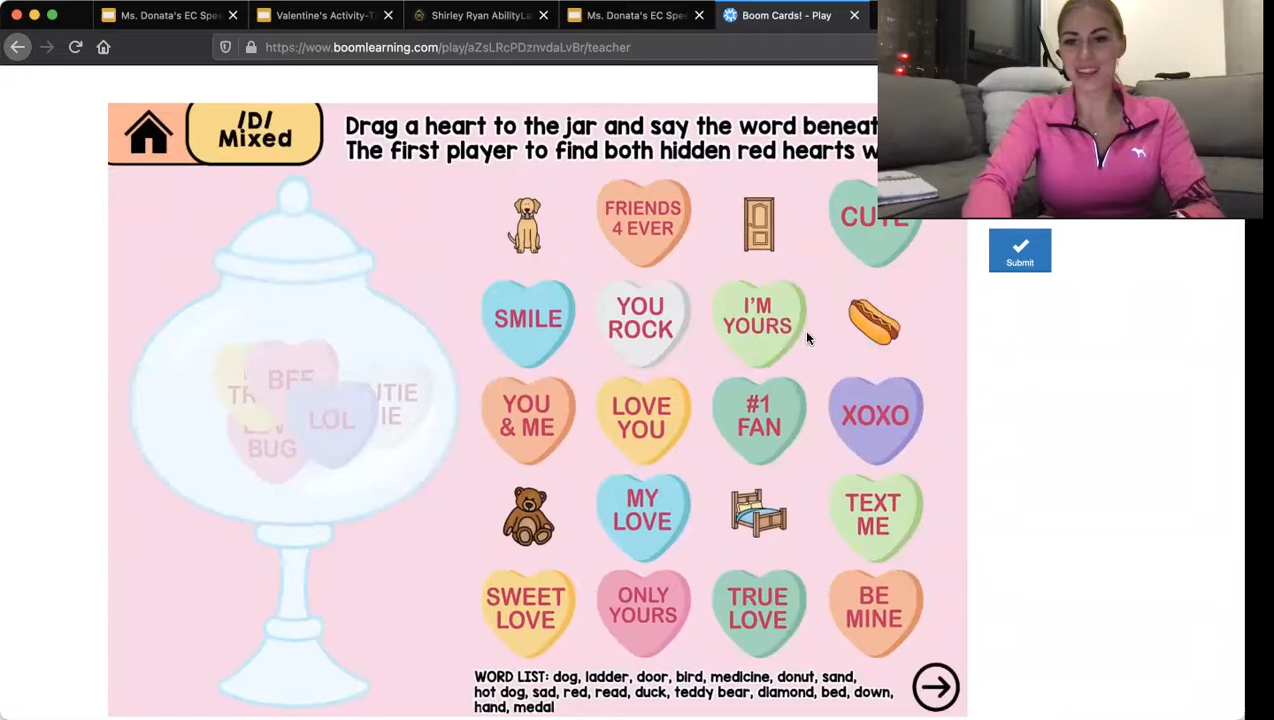 Ms. Donata's EC Spe
Valentine's Activity-T
Shirley Ryan AbilityLa
Ms. Donata's EC Spe
Boom Cards! - Play
https://wow.boomlearning.com/play/aZsLRcPDznvdaLvBr/teacher
/D/
Mixed
Drag a heart to the jar and say the word beneat
The first player to find both hidden red hearts w
FRIENDS
4 EVER
CUTE
Submit
SMILE
YOU
ROCK
I'M
YOURS
BFF
LOL
BUG
YOU
& ME
LOVE
YOU
#1
FAN
XOXO
MY
LOVE
TEXT
ME
SWEET
LOVE
ONLY
YOURS
TRUE
LOVE
BE
MINE
WORD LIST: dog, ladder, door, bird, medicine, donut, sand,
hot dog, sad, red, read, duck, teddy bear, diamond, bed, down,
hand, medal